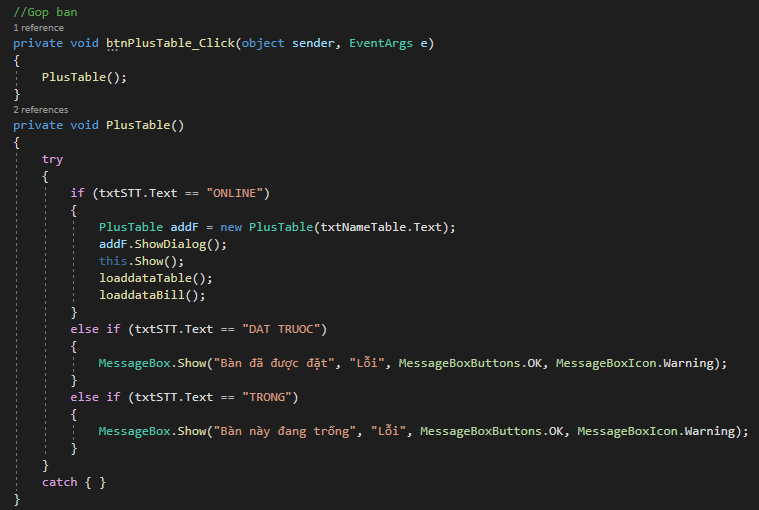 //Gop ban
1 reference
private void btnPlusTable_Click(object sender, EventArgs e)
{
    PlusTable();
}
2 references
private void PlusTable()
{
    try
    {
        if (txtSTT.Text == "ONLINE")
        {
            PlusTable addF = new PlusTable(txtNameTable.Text);
            addF.ShowDialog();
            this.Show();
            loaddataTable();
            loaddataBill();
        }
        else if (txtSTT.Text == "DAT TRUOC")
        {
            MessageBox.Show("Bàn đã được đặt", "Lỗi", MessageBoxButtons.OK, MessageBoxIcon.Warning);
        }
        else if (txtSTT.Text == "TRONG")
        {
            MessageBox.Show("Bàn này đang trống", "Lỗi", MessageBoxButtons.OK, MessageBoxIcon.Warning);
        }
    }
    catch { }
}